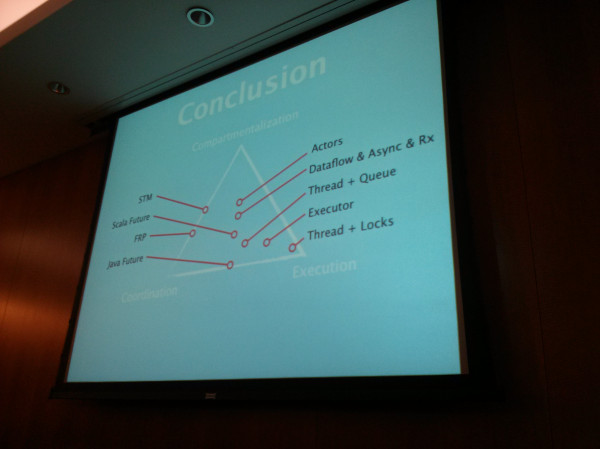 Conclusion
Compartmentalization
Actors
Dataflow & Async & Rx
Thread + Queue
Executor
Thread + Locks
STM
Scala Future
FRP
Java Future
Coordination
Execution